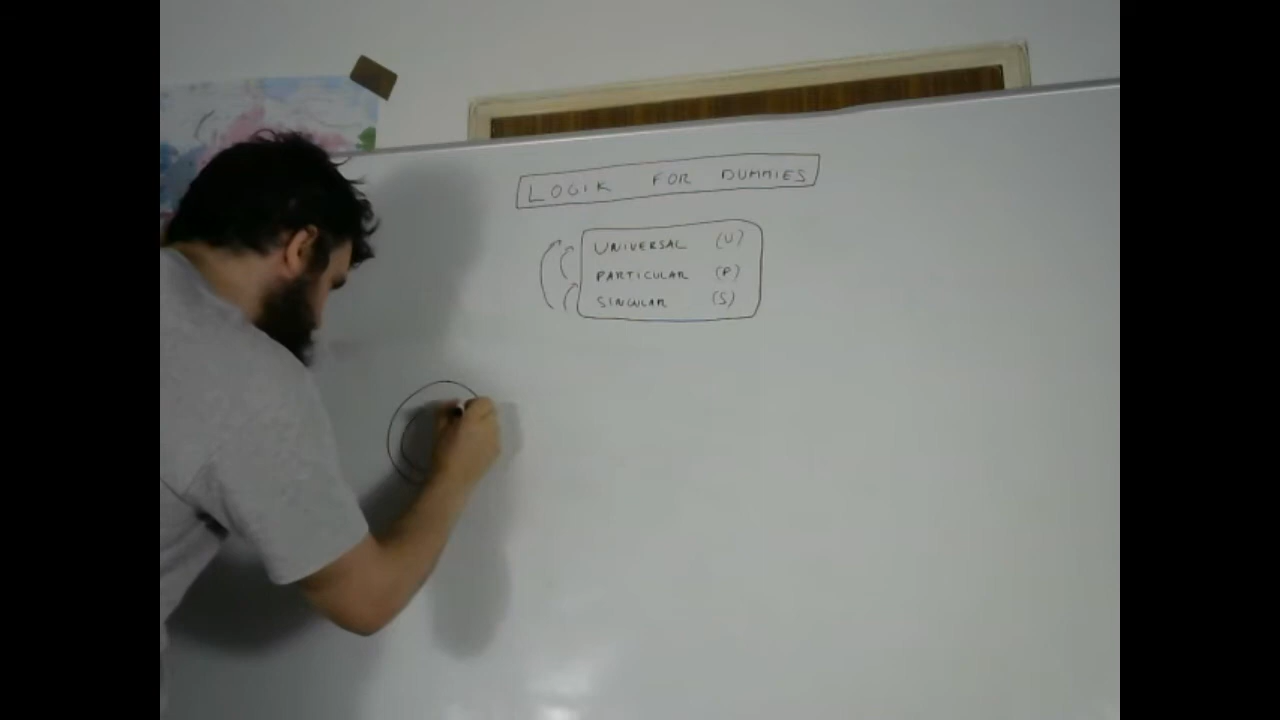 LOGIK FOR DUMMIES
UNIVERSAL (U)
PARTICULAR (P)
SINGULAR (S)